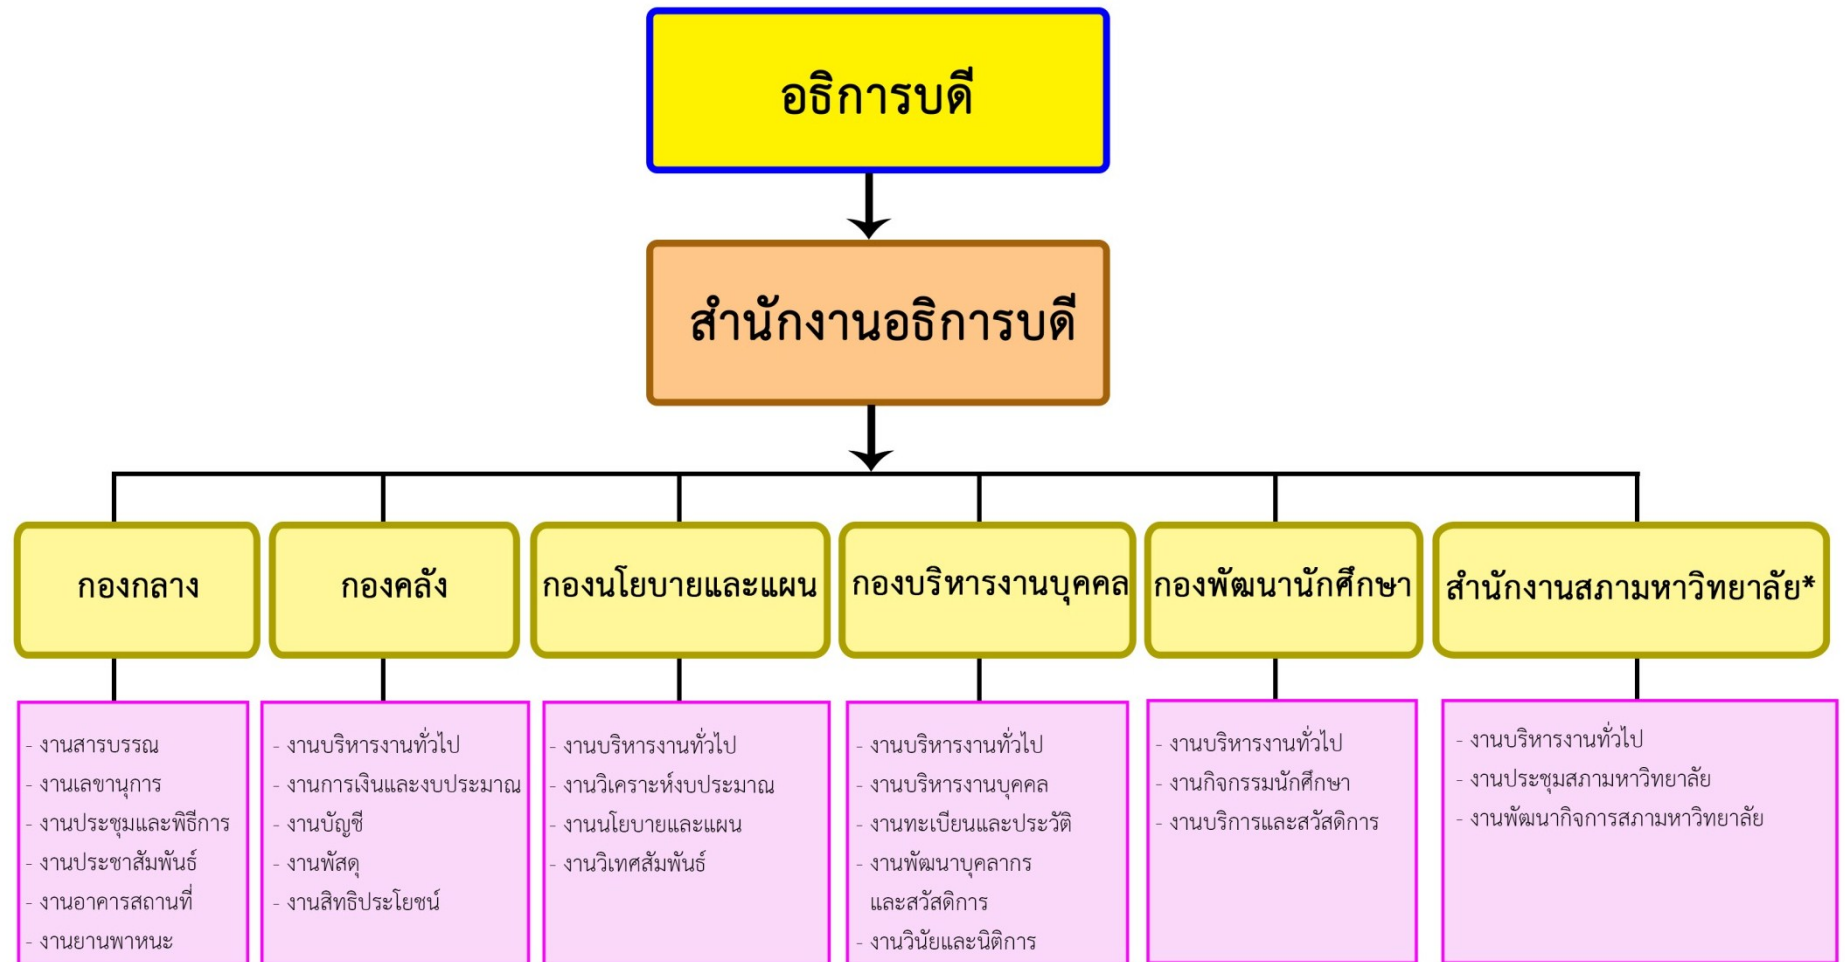 อธิการบดี
สำนักงานอธิการบดี
กองกลาง
กองคลัง
กองนโยบายและแผน
กองบริหารงานบุคคล
กองพัฒนานักศึกษา
สำนักงานสภามหาวิทยาลัย*
- งานสารบรรณ
- งานเลขานุการ
- งานประชุมและพิธีการ
- งานประชาสัมพันธ์
- งานอาคารสถานที่
- งานยานพาหนะ
- งานบริหารงานทั่วไป
- งานการเงินและงบประมาณ
- งานบัญชี
- งานพัสดุ
- งานสิทธิประโยชน์
- งานบริหารงานทั่วไป
- งานวิเคราะห์งบประมาณ
- งานนโยบายและแผน
- งานวิเทศสัมพันธ์
- งานบริหารงานทั่วไป
- งานบริหารงานบุคคล
- งานทะเบียนและประวัติ
- งานพัฒนาบุคลากร
และสวัสดิการ
- งานวินัยและนิติการ
- งานบริหารงานทั่วไป
- งานกิจกรรมนักศึกษา
- งานบริการและสวัสดิการ
- งานบริหารงานทั่วไป
- งานประชุมสภามหาวิทยาลัย
- งานพัฒนากิจการสภามหาวิทยาลัย